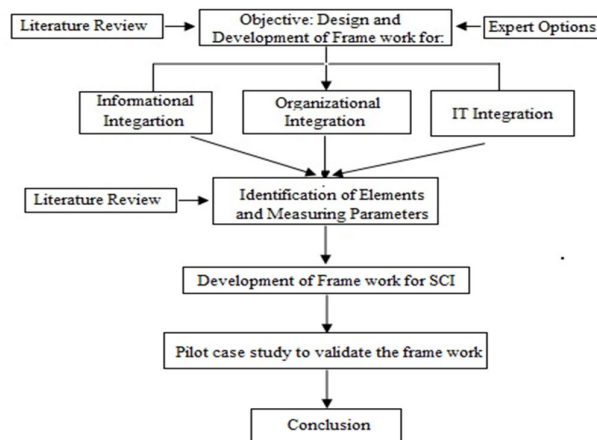 Literature Review
Objective: Design and
Development of Frame work for:
Expert Options
Informational
Integartion
Organizational
Integration
IT Integration
Literature Review
Identification of Elements
and Measuring Parameters
Development of Frame work for SCI
Pilot case study to validate the frame work
Conclusion